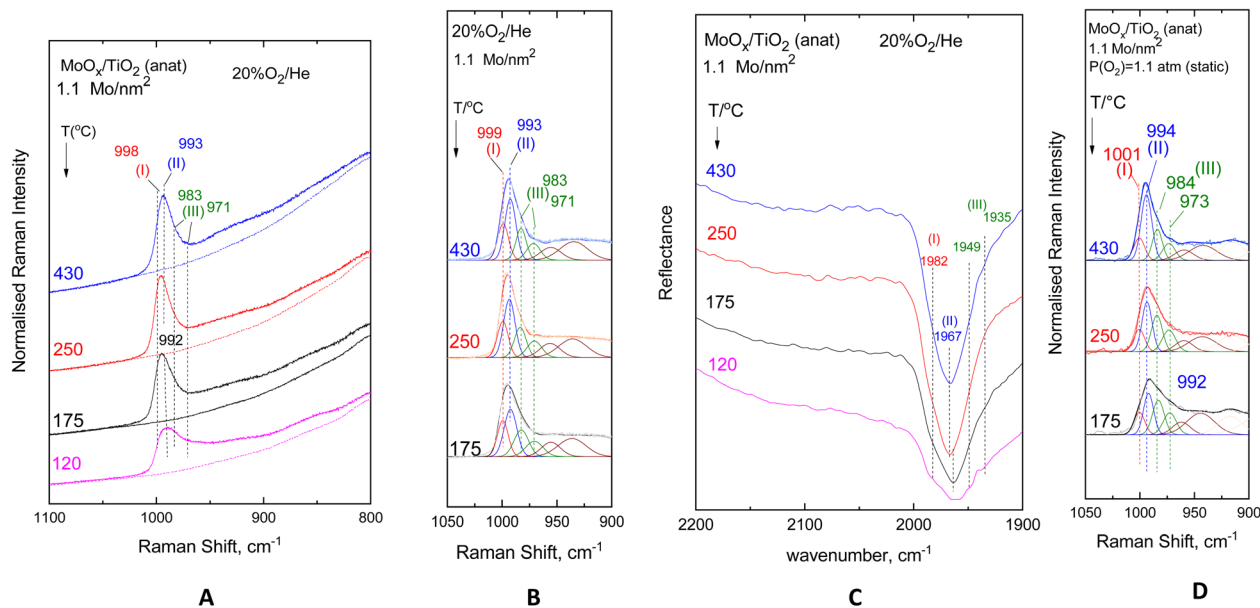 MoOx/TiO2 (anat)
20%O2/He
1.1 Mo/nm2
T(oC)
998
(I)
993
(II)
983
(III) 971
430
250
992
175
120
Normalised Raman Intensity
1100 1000 900 800
Raman Shift, cm-1
A
20%O2/He
1.1 Mo/nm2
T/oC
999
(I)
993
(II)
983
(III)
971
430
250
175
1050 1000 950 900
Raman Shift, cm-1
B
MoOx/TiO2 (anat)
20%O2/He
1.1 Mo/nm2
T/oC
430
250
175
120
(I)
1982
(II)
1967
(III)
1935
1949
Reflectance
2200 2100 2000 1900
wavenumber, cm-1
C
MoOx/TiO2 (anat)
1.1 Mo/nm2
P(O2)=1.1 atm (static)
T/°C
1001
(I)
994
(II)
984
(III)
973
430
250
992
175
Normalised Raman Intensity
1050 1000 950 900
Raman Shift, cm-1
D